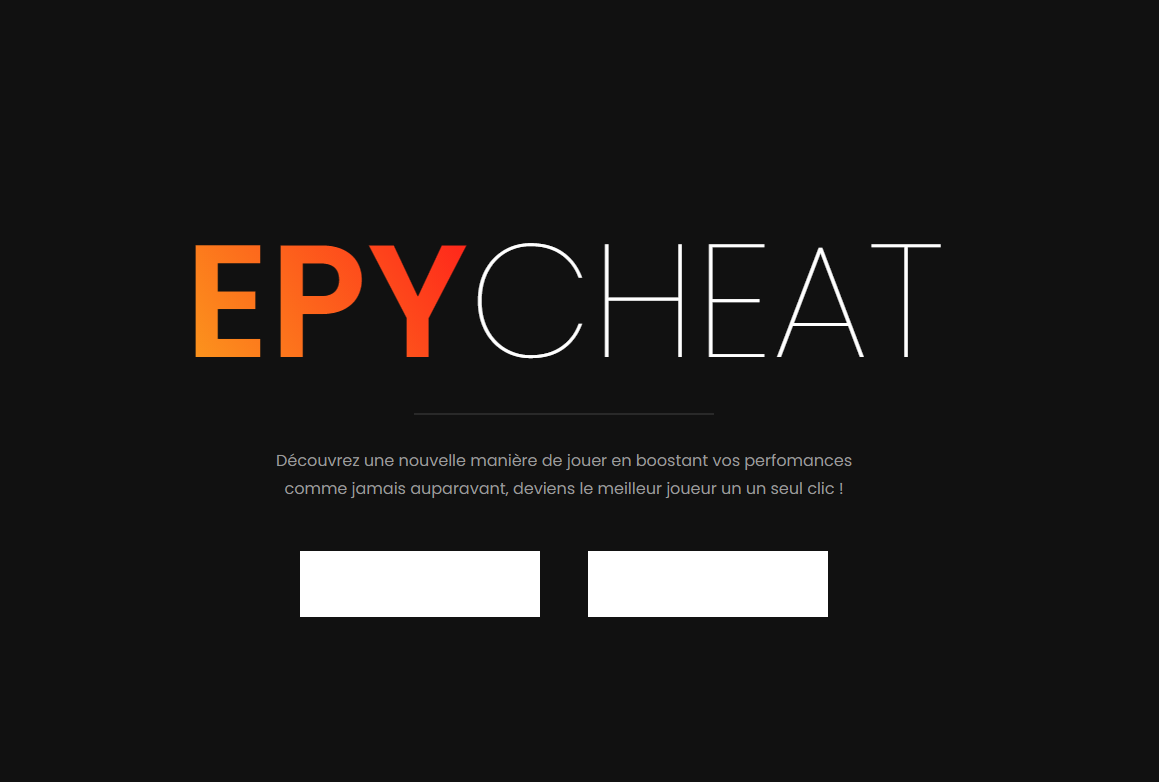 EPYCHEAT
Découvrez une nouvelle manière de jouer en boostant vos perfomances
comme jamais auparavant, deviens le meilleur joueur un un seul clic !